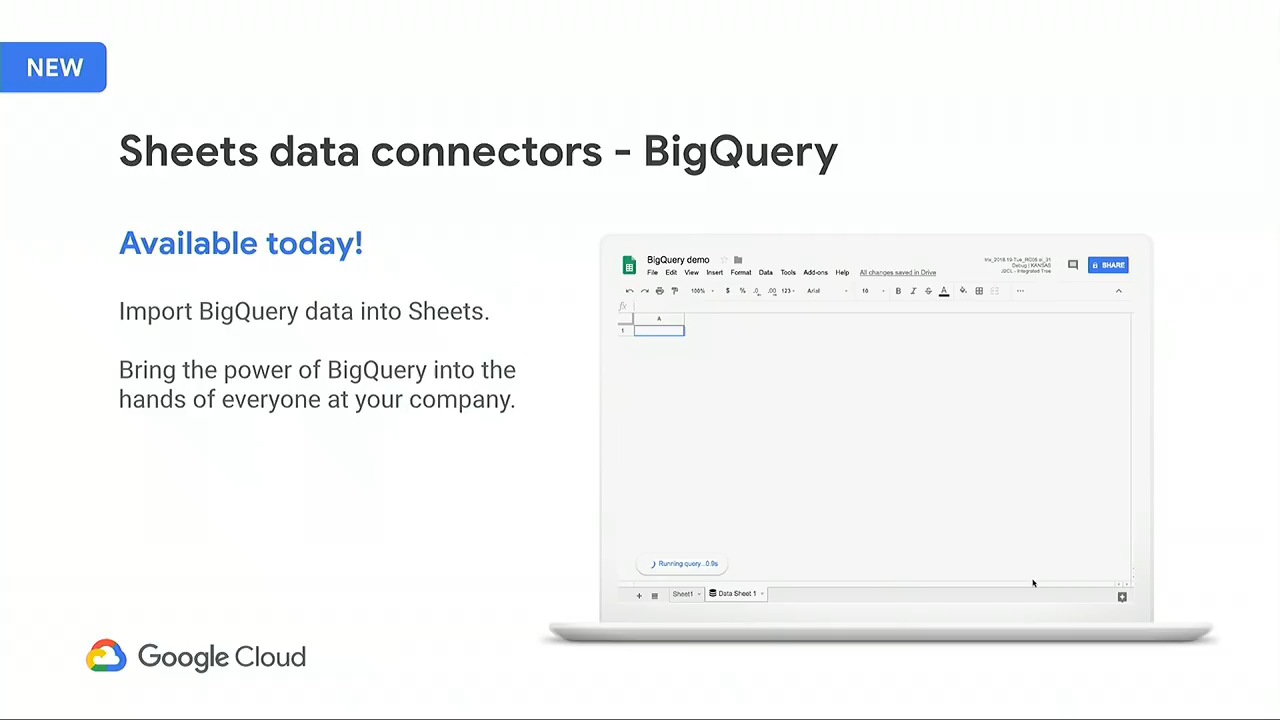 NEW
Sheets data connectors - BigQuery
Available today!
Import BigQuery data into Sheets.
Bring the power of BigQuery into the
hands of everyone at your company.
BigQuery demo
File Edit View Insert Format Data Tools Add-ons Help All changes saved in Drive
SHARE
100% $ % .0 .00 123 Arial 10 B I S A
fx
A
1
Running query...0.9s
Sheet1 Data Sheet 1
Google Cloud